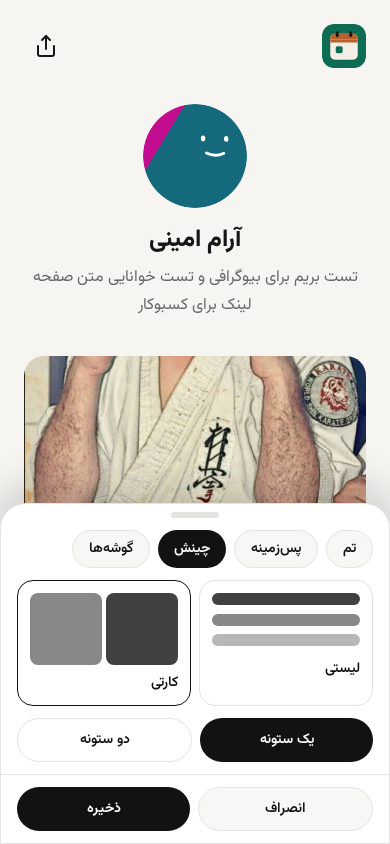 آرام امینی
تست بریم برای بیوگرافی و تست خوانایی متن صفحه
لینک برای کسبوکار
KARATE
تم
پس‌زمینه
چینش
گوشه‌ها
لیستی
کارتی
یک ستونه
دو ستونه
انصراف
ذخیره